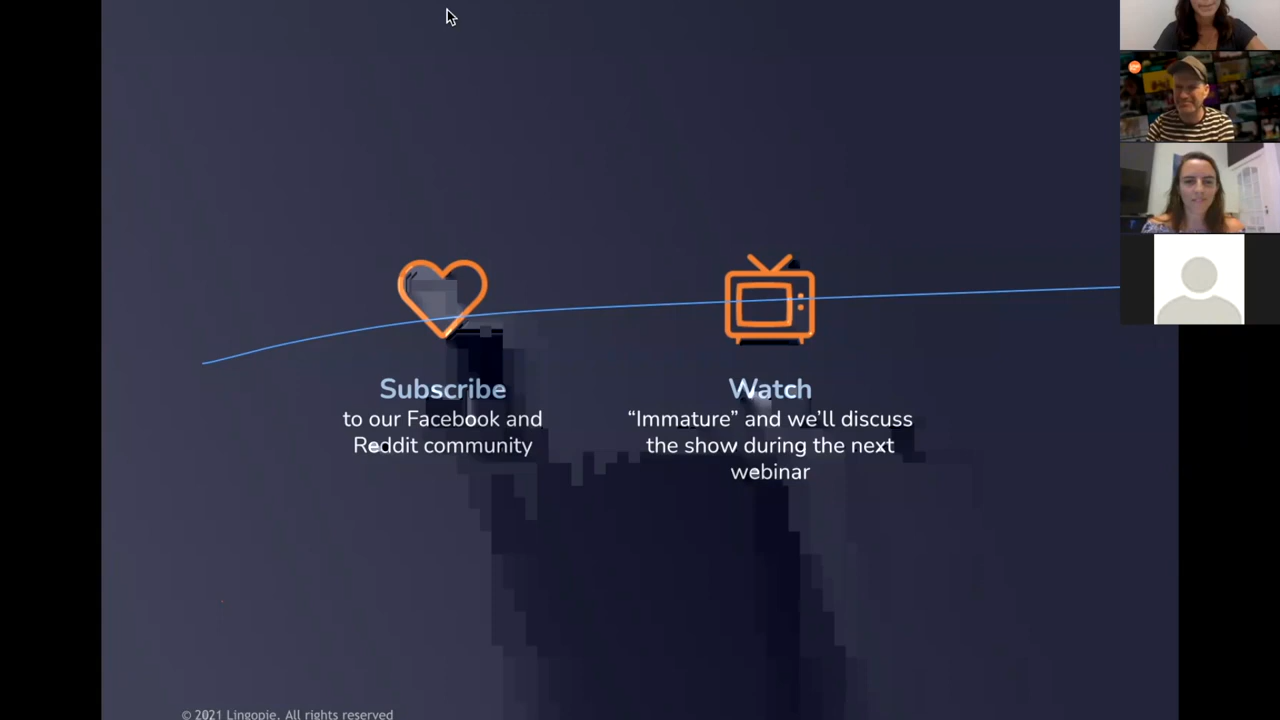 Subscribe
to our Facebook and
Reddit community
Watch
“Immature” and we’ll discuss
the show during the next
webinar
© 2021 Lingopie. All rights reserved